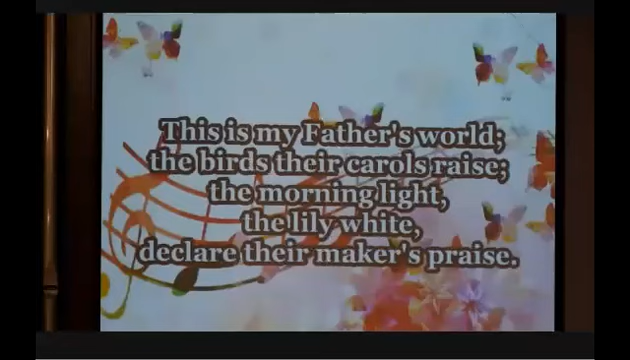 This is my Father's world;
the birds their carols raise;
the morning light,
the lily white,
declare their maker's praise.